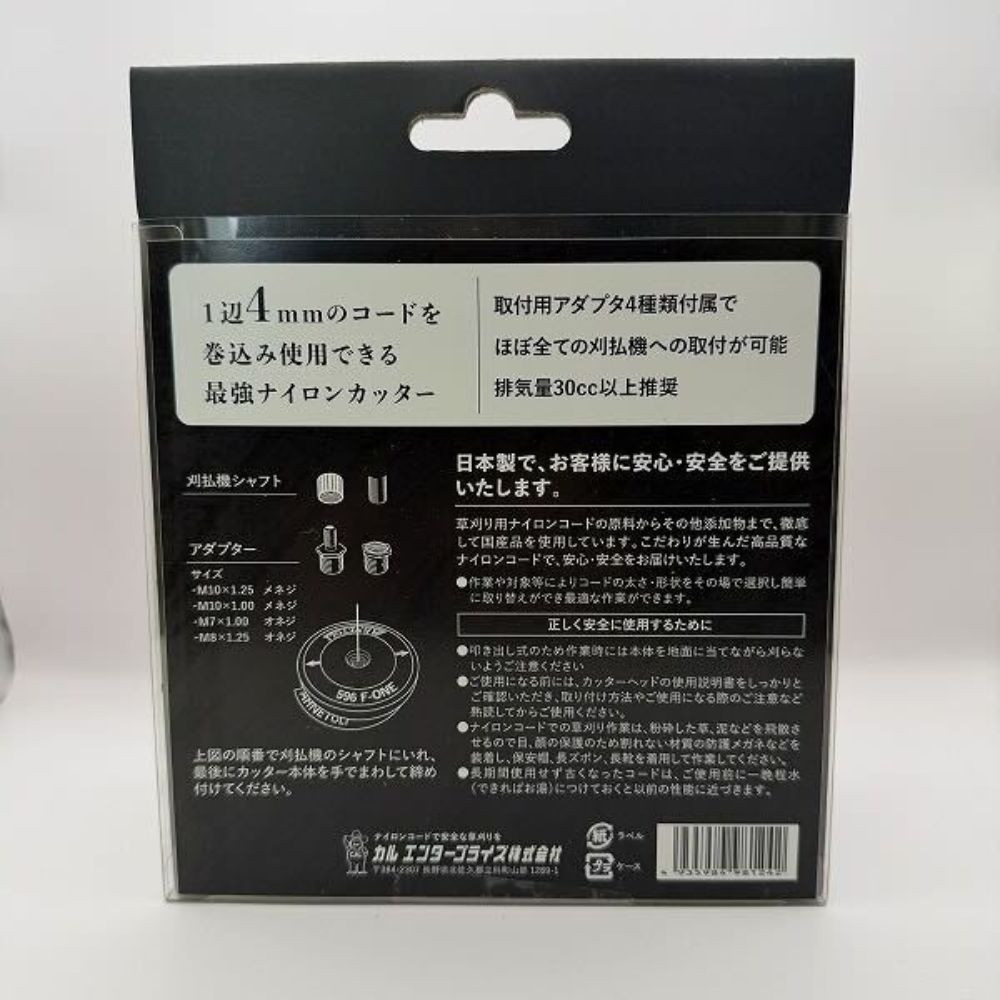 1辺4mmのコードを
巻込み使用できる
最強ナイロンカッター
取付用アダプタ4種類付属で
ほぼ全ての刈払機への取付が可能
排気量30cc以上推奨
刈払機シャフト
アダプター
サイズ
・M10×1.25 メネジ
・M10×1.00 メネジ
・M7×1.00 オネジ
・M8×1.25 オネジ
596 F-ONE
ARNETOLI
上図の順番で刈払機のシャフトにいれ、
最後にカッター本体を手でまわして締め
付けてください。
日本製で、お客様に安心・安全をご提供
いたします。
草刈り用ナイロンコードの原料からその他添加物まで、徹底
して国産品を使用しています。こだわりが生んだ高品質な
ナイロンコードで、安心・安全をお届けいたします。
●作業や対象等によりコードの太さ・形状をその場で選択し簡単
に取り替えができ最適な作業ができます。
正しく安全に使用するために
●叩き出し式のため作業時には本体を地面に当てながら刈らな
いようご注意ください
●ご使用になる前には、カッターヘッドの使用説明書をしっかりと
ご確認いただき、取り付け方法やご使用になる際のご注意など
熟読してからご使用ください。
●ナイロンコードでの草刈り作業は、粉砕した草、泥などを飛散さ
せるので目、顔の保護のため割れない材質の防護メガネなどを
装着し、保安帽、長ズボン、長靴を着用して作業してください。
●長期間使用せず古くなったコードは、ご使用前に一晩程水
(できればお湯)につけておくと以前の性能に近づきます。
ナイロンコードで安全な草刈りを
カル エンタープライズ株式会社
〒384-2307 長野県北佐久郡立科町山部 1289-1
紙 ラベル
プラ ケース